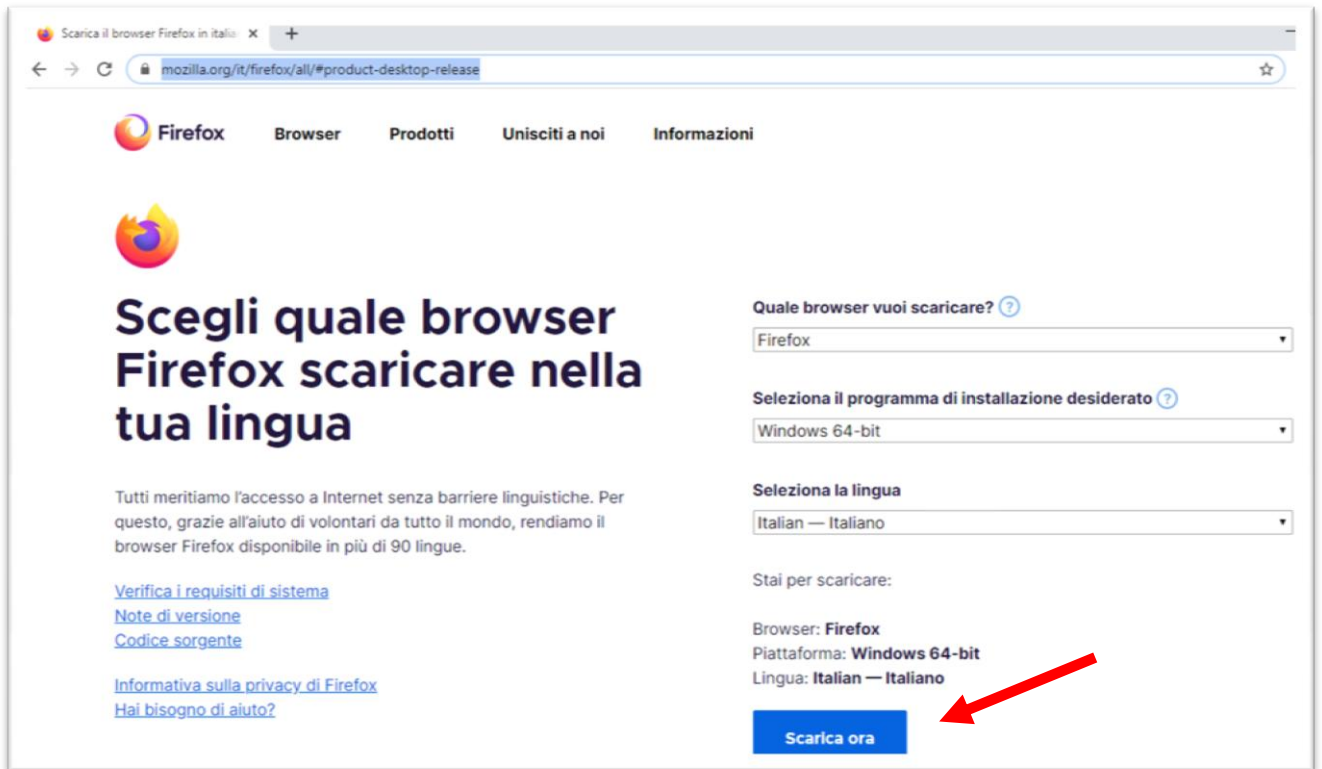 Scarica il browser Firefox in italia
mozilla.org/it/firefox/all/#product-desktop-release
Firefox Browser Prodotti Unisciti a noi Informazioni
Scegli quale browser
Firefox scaricare nella
tua lingua
Tutti meritiamo l'accesso a Internet senza barriere linguistiche. Per
questo, grazie all'aiuto di volontari da tutto il mondo, rendiamo il
browser Firefox disponibile in più di 90 lingue.
Verifica i requisiti di sistema
Note di versione
Codice sorgente
Informativa sulla privacy di Firefox
Hai bisogno di aiuto?
Quale browser vuoi scaricare? ?
Firefox
Seleziona il programma di installazione desiderato ?
Windows 64-bit
Seleziona la lingua
Italian — Italiano
Stai per scaricare:
Browser: Firefox
Piattaforma: Windows 64-bit
Lingua: Italian — Italiano
Scarica ora